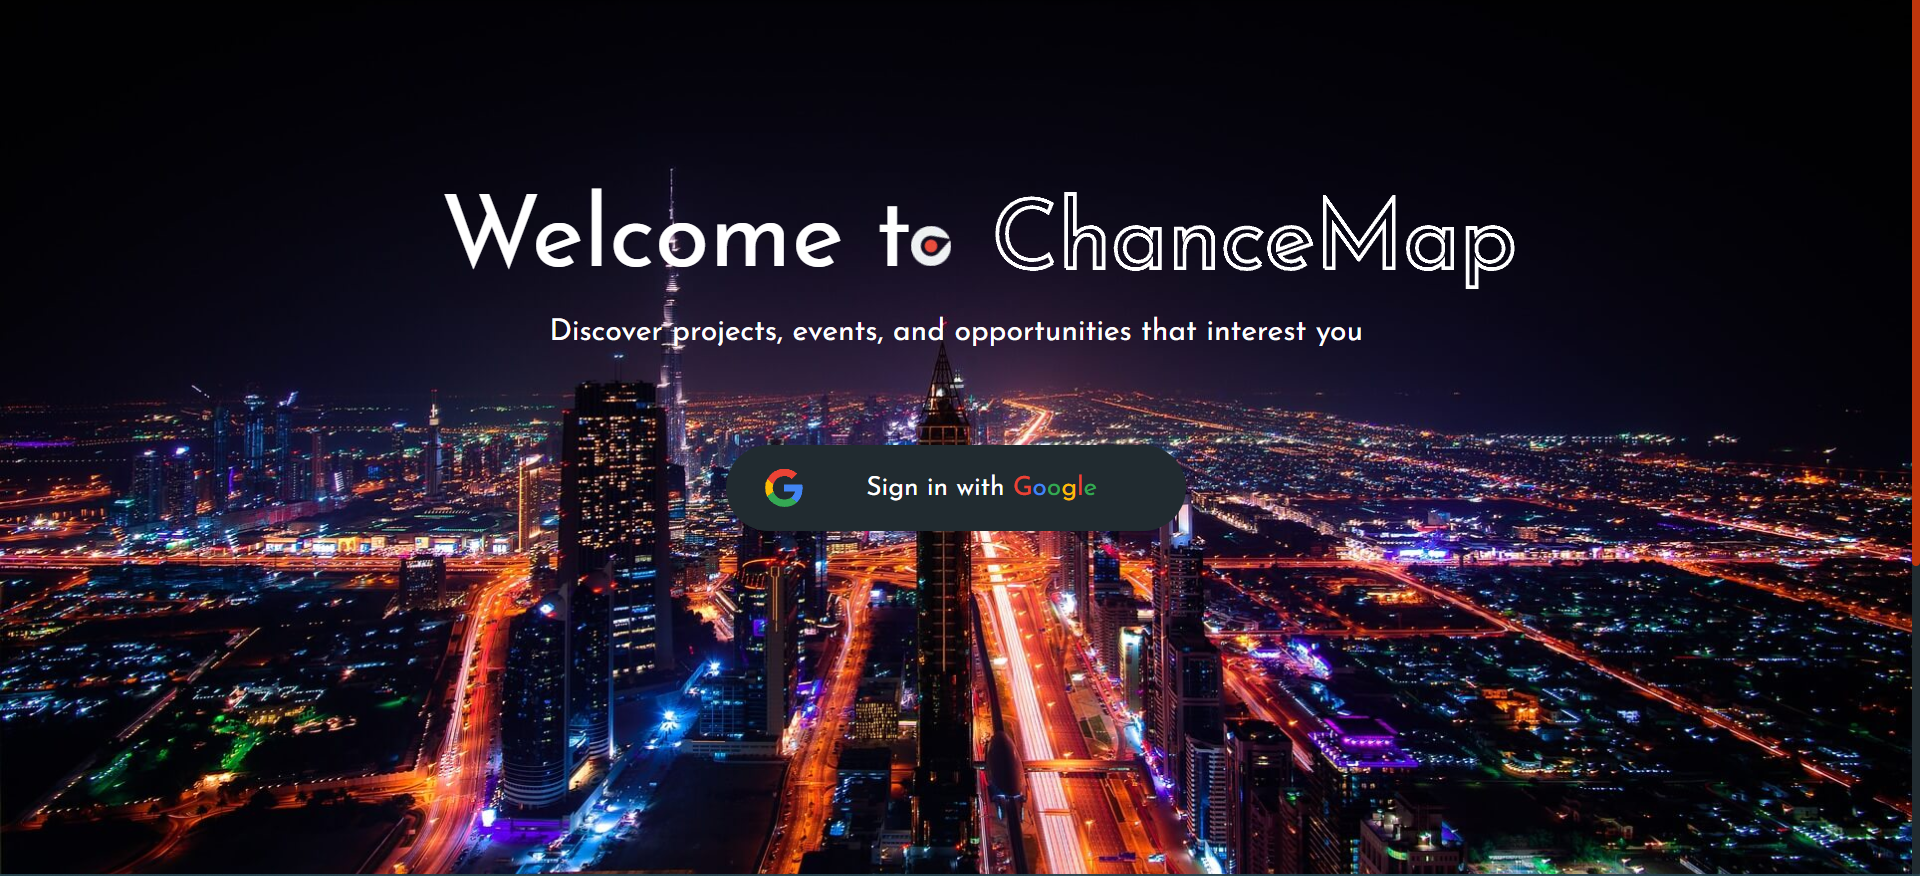 Welcome to ChanceMap
Discover projects, events, and opportunities that interest you
Sign in with Google